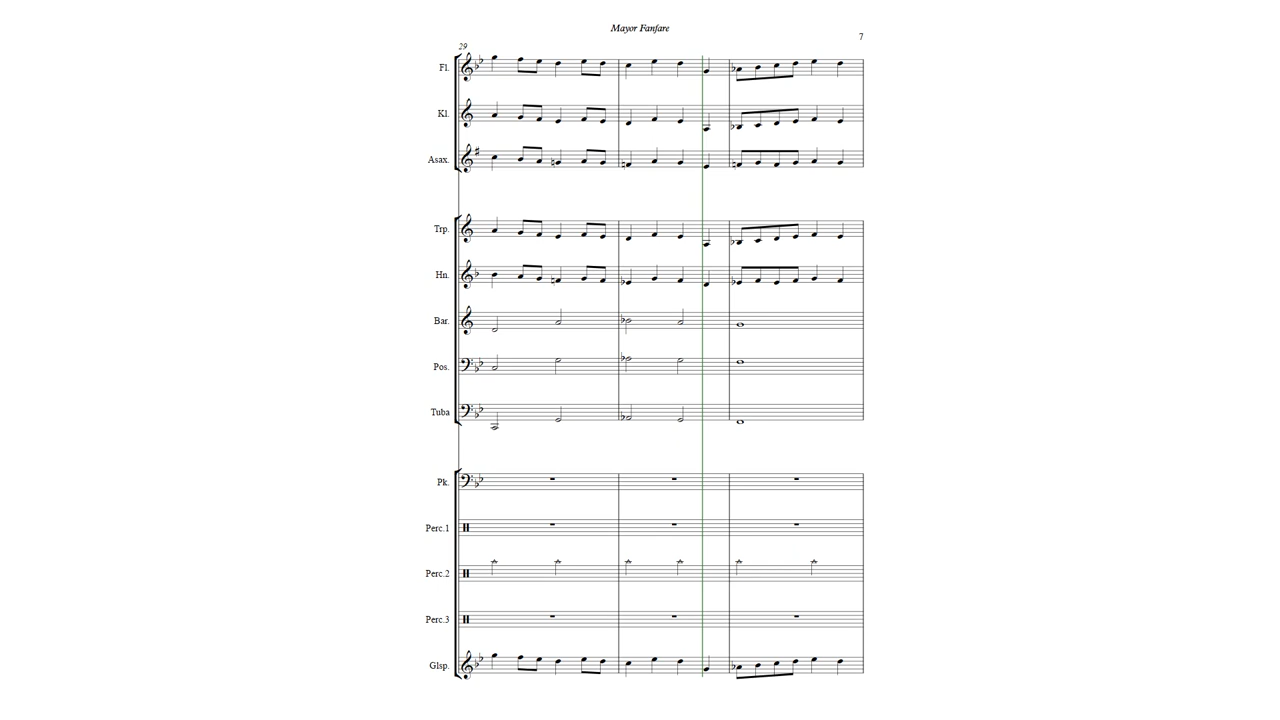 Mayor Fanfare
7
29
Fl.
Kl.
Asax.
Trp.
Hn.
Bar.
Pos.
Tuba
Pk.
Perc.1
Perc.2
Perc.3
Glsp.